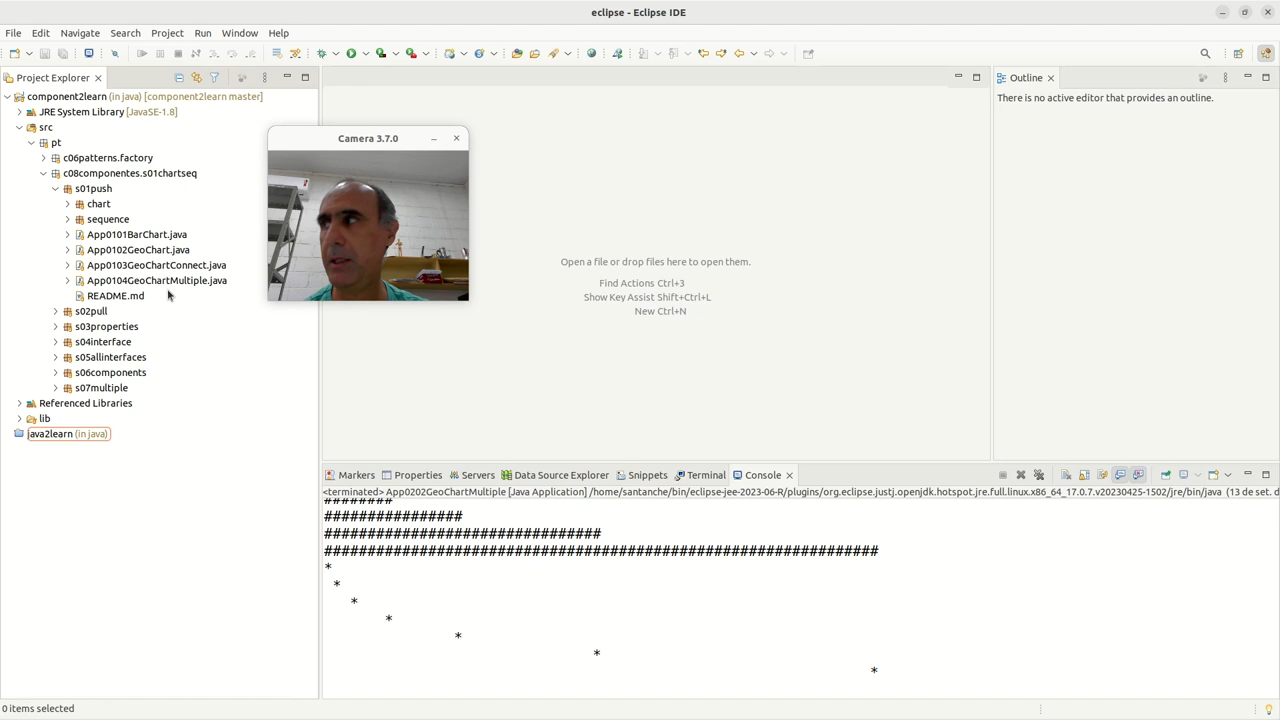 eclipse - Eclipse IDE
File Edit Navigate Search Project Run Window Help
Project Explorer
Outline
component2learn (in java) [component2learn master]
There is no active editor that provides an outline.
JRE System Library [JavaSE-1.8]
src
pt
c06patterns.factory
c08componentes.s01chartseq
s01push
chart
sequence
App0101BarChart.java
App0102GeoChart.java
App0103GeoChartConnect.java
App0104GeoChartMultiple.java
README.md
s02pull
s03properties
s04interface
s05allinterfaces
s06components
s07multiple
Referenced Libraries
lib
java2learn (in java)
Camera 3.7.0
Open a file or drop files here to open them.
Find Actions Ctrl+3
Show Key Assist Shift+Ctrl+L
New Ctrl+N
Markers Properties Servers Data Source Explorer Snippets Terminal Console
<terminated> App0202GeoChartMultiple [Java Application] /home/santanche/bin/eclipse-jee-2023-06-R/plugins/org.eclipse.justj.openjdk.hotspot.jre.full.linux.x86_64_17.0.7.v20230425-1502/jre/bin/java (13 de set. d
########
################
################################
################################################################
*
*
*
*
*
*
*
0 items selected